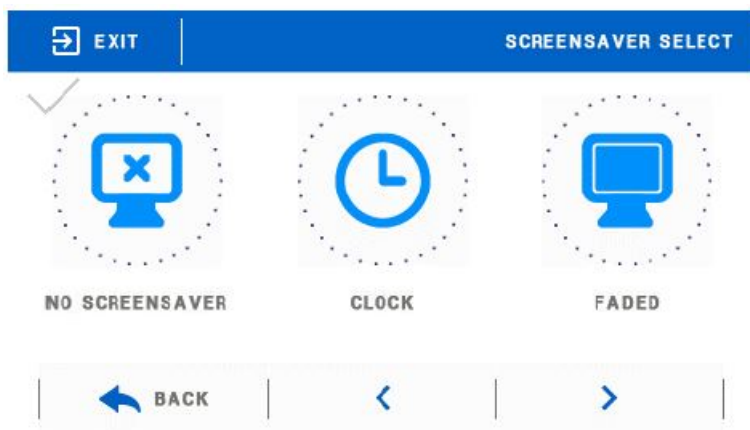 EXIT
SCREENSAVER SELECT
NO SCREENSAVER
CLOCK
FADED
BACK